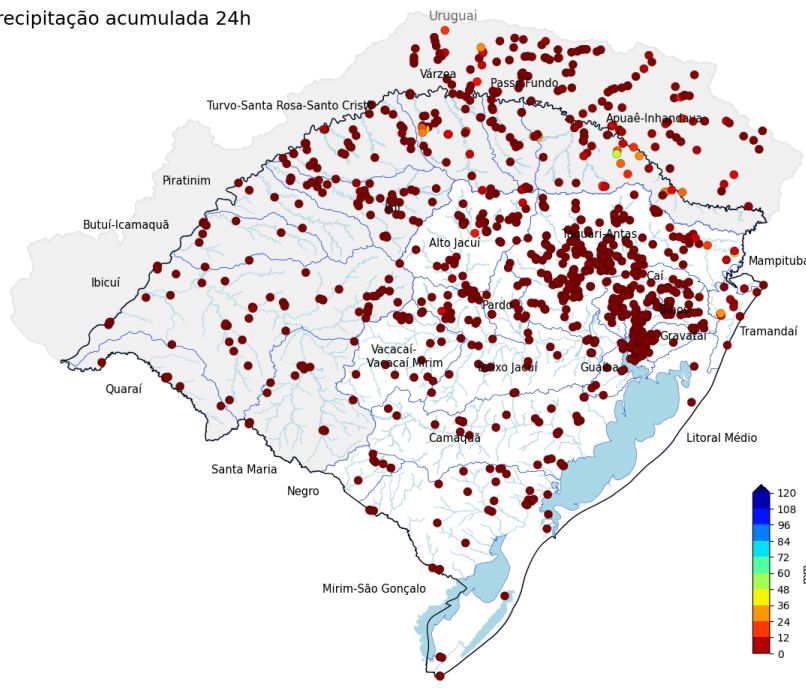 recipitação acumulada 24h
Uruguai
Várzea
Passo Fundo
Turvo-Santa Rosa-Santo Cristo
Apuaê-Inhandava
Piratinim
Ijuí
Butuí-Icamaquã
Taquari-Antas
Alto Jacuí
Mampituba
Ibicuí
Caí
Pardo
Sinos
Tramandaí
Gravataí
Vacacaí-
Vacacaí Mirim
Baixo Jacuí
Guaíba
Quaraí
Camaquã
Litoral Médio
Santa Maria
Negro
Mirim-São Gonçalo
120
108
96
84
72
60
48
36
24
12
0
mm